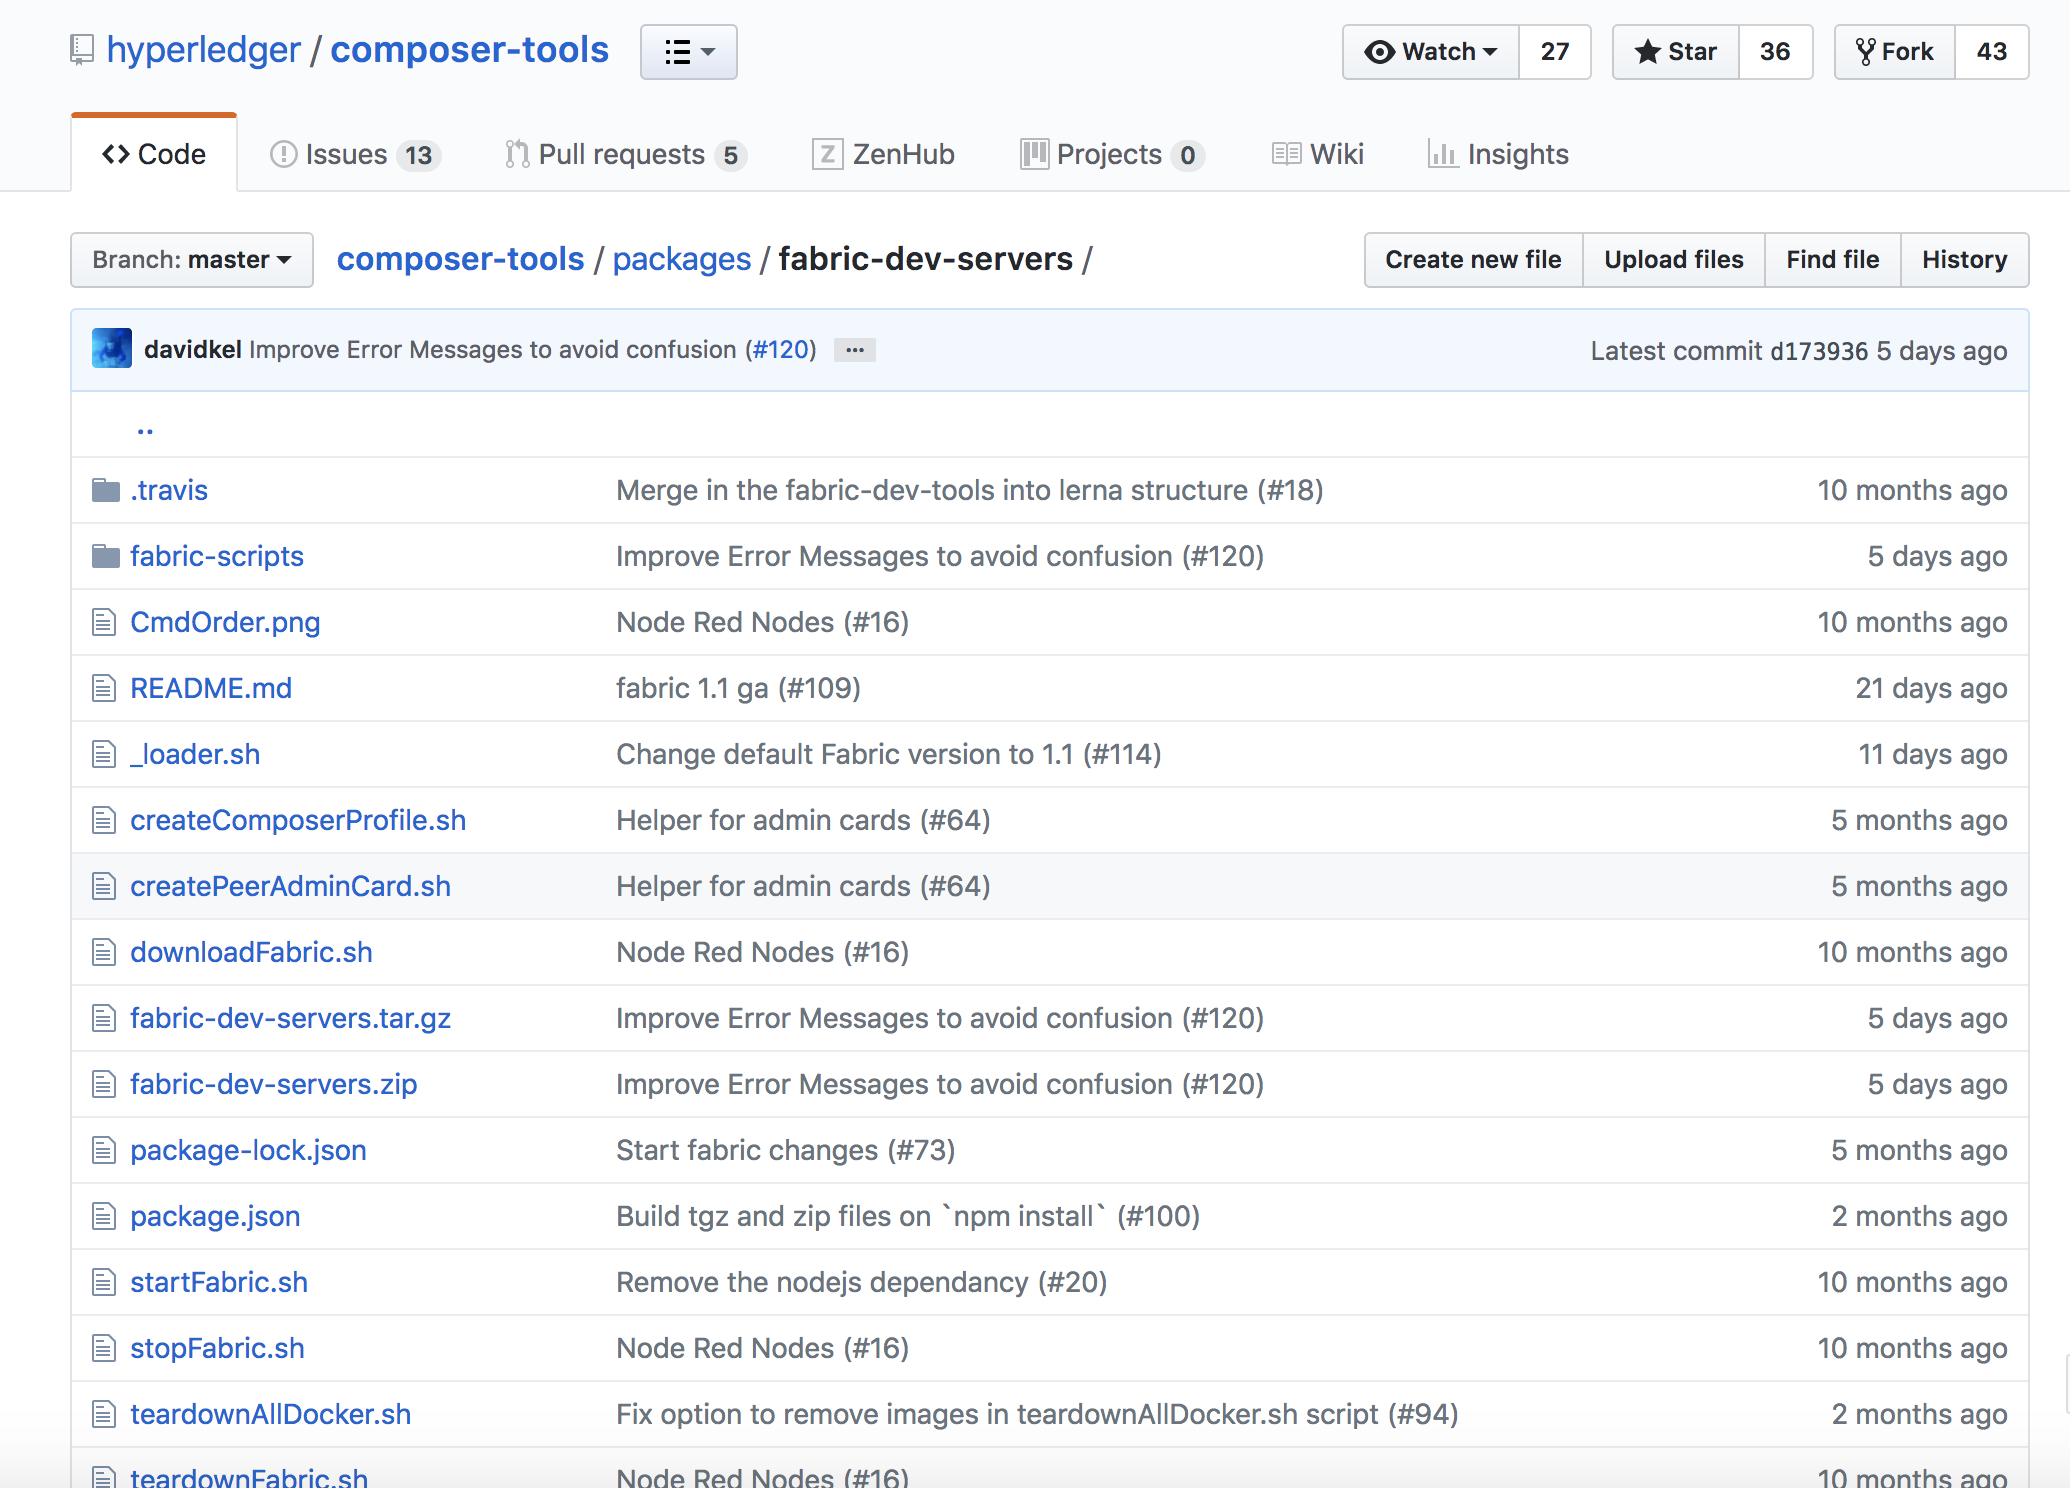 hyperledger / composer-tools Watch 27 Star 36 Fork 43
Code Issues 13 Pull requests 5 Z ZenHub Projects 0 Wiki Insights
Branch: master composer-tools / packages / fabric-dev-servers / Create new file Upload files Find file History
davidkel Improve Error Messages to avoid confusion (#120) ... Latest commit d173936 5 days ago
..
.travis Merge in the fabric-dev-tools into lerna structure (#18) 10 months ago
fabric-scripts Improve Error Messages to avoid confusion (#120) 5 days ago
CmdOrder.png Node Red Nodes (#16) 10 months ago
README.md fabric 1.1 ga (#109) 21 days ago
_loader.sh Change default Fabric version to 1.1 (#114) 11 days ago
createComposerProfile.sh Helper for admin cards (#64) 5 months ago
createPeerAdminCard.sh Helper for admin cards (#64) 5 months ago
downloadFabric.sh Node Red Nodes (#16) 10 months ago
fabric-dev-servers.tar.gz Improve Error Messages to avoid confusion (#120) 5 days ago
fabric-dev-servers.zip Improve Error Messages to avoid confusion (#120) 5 days ago
package-lock.json Start fabric changes (#73) 5 months ago
package.json Build tgz and zip files on `npm install` (#100) 2 months ago
startFabric.sh Remove the nodejs dependancy (#20) 10 months ago
stopFabric.sh Node Red Nodes (#16) 10 months ago
teardownAllDocker.sh Fix option to remove images in teardownAllDocker.sh script (#94) 2 months ago
teardownFabric.sh Node Red Nodes (#16) 10 months ago